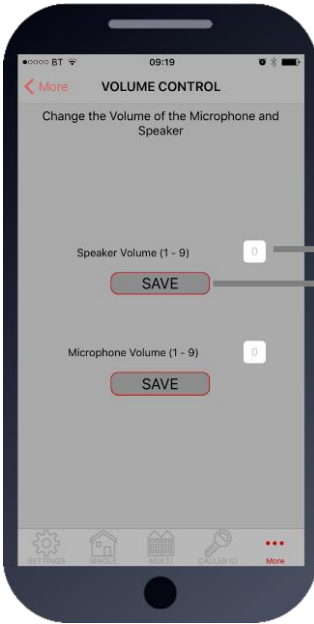 ●○○○○ BT 09:19
More VOLUME CONTROL
Change the Volume of the Microphone and
Speaker
Speaker Volume (1 - 9) 0
SAVE
Microphone Volume (1 - 9) 0
SAVE
SETTINGS SINGLE MULTI CALLER ID More